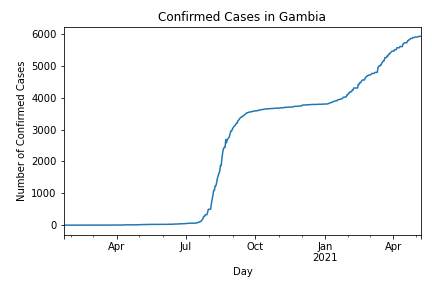 Confirmed Cases in Gambia
Number of Confirmed Cases
6000
5000
4000
3000
2000
1000
0
Apr
Jul
Oct
Jan
2021
Apr
Day